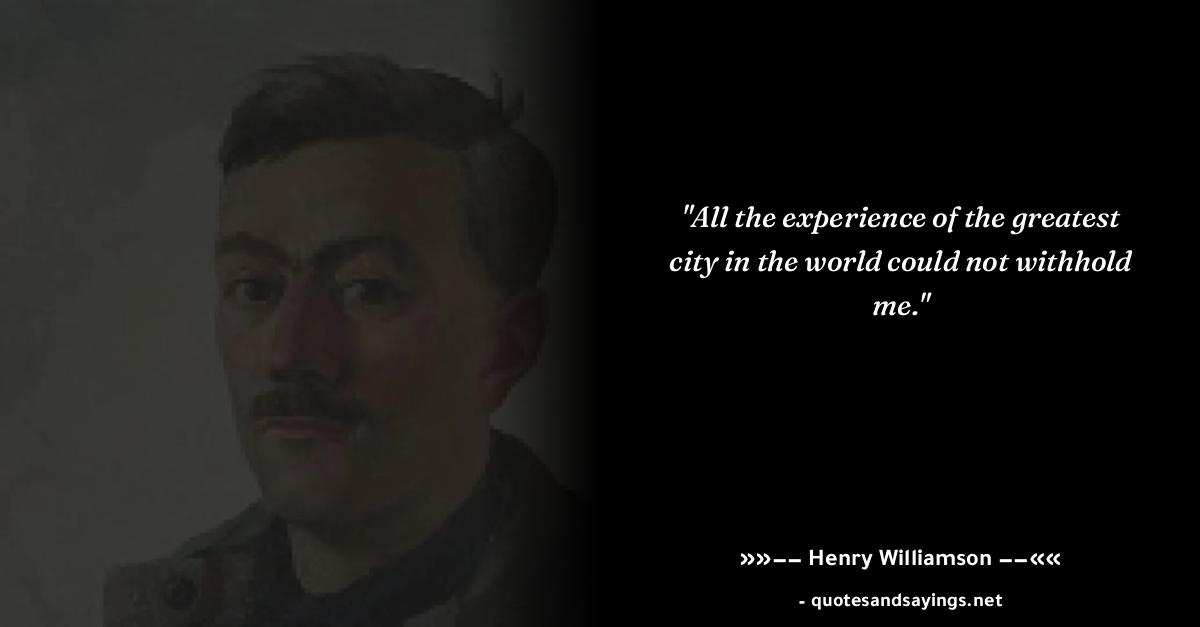 "All the experience of the greatest
city in the world could not withhold
me."
»»−− Henry Williamson −−««
- quotesandsayings.net